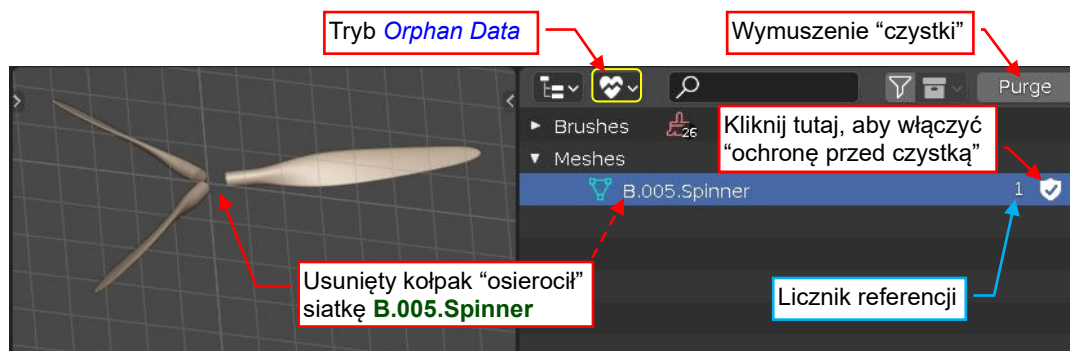 Tryb Orphan Data
Wymuszenie “czystki”
Purge
Brushes 26
Kliknij tutaj, aby włączyć
“ochronę przed czystką”
Meshes
B.005.Spinner 1
Usunięty kołpak “osierocił”
siatkę B.005.Spinner
Licznik referencji